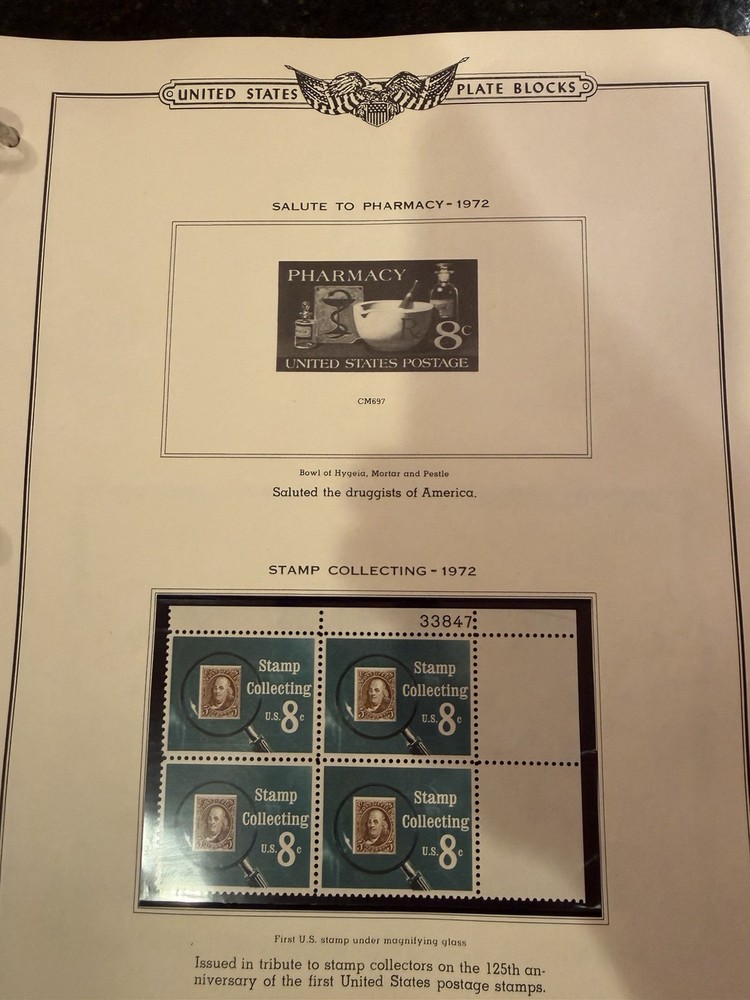 UNITED STATES PLATE BLOCKS
SALUTE TO PHARMACY-1972
PHARMACY
8c
UNITED STATES POSTAGE
CM697
Bowl of Hygeia, Mortar and Pestle
Saluted the druggists of America.
STAMP COLLECTING-1972
33847
Stamp
Collecting
U.S. 8c
Stamp
Collecting
U.S. 8c
Stamp
Collecting
U.S. 8c
Stamp
Collecting
U.S. 8c
First U.S. stamp under magnifying glass
Issued in tribute to stamp collectors on the 125th an-
niversary of the first United States postage stamps.